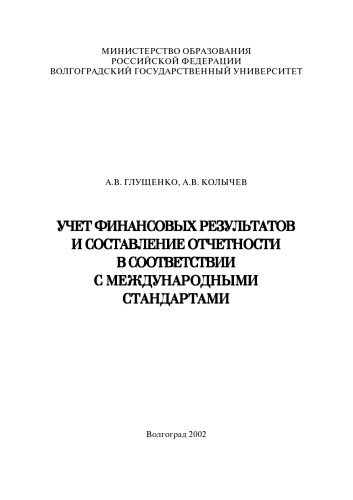 МИНИСТЕРСТВО ОБРАЗОВАНИЯ
РОССИЙСКОЙ ФЕДЕРАЦИИ
ВОЛГОГРАДСКИЙ ГОСУДАРСТВЕННЫЙ УНИВЕРСИТЕТ
А.В. ГЛУЩЕНКО, А.В. КОЛЫЧЕВ
УЧЕТ ФИНАНСОВЫХ РЕЗУЛЬТАТОВ
И СОСТАВЛЕНИЕ ОТЧЕТНОСТИ
В СООТВЕТСТВИИ
С МЕЖДУНАРОДНЫМИ
СТАНДАРТАМИ
Волгоград 2002